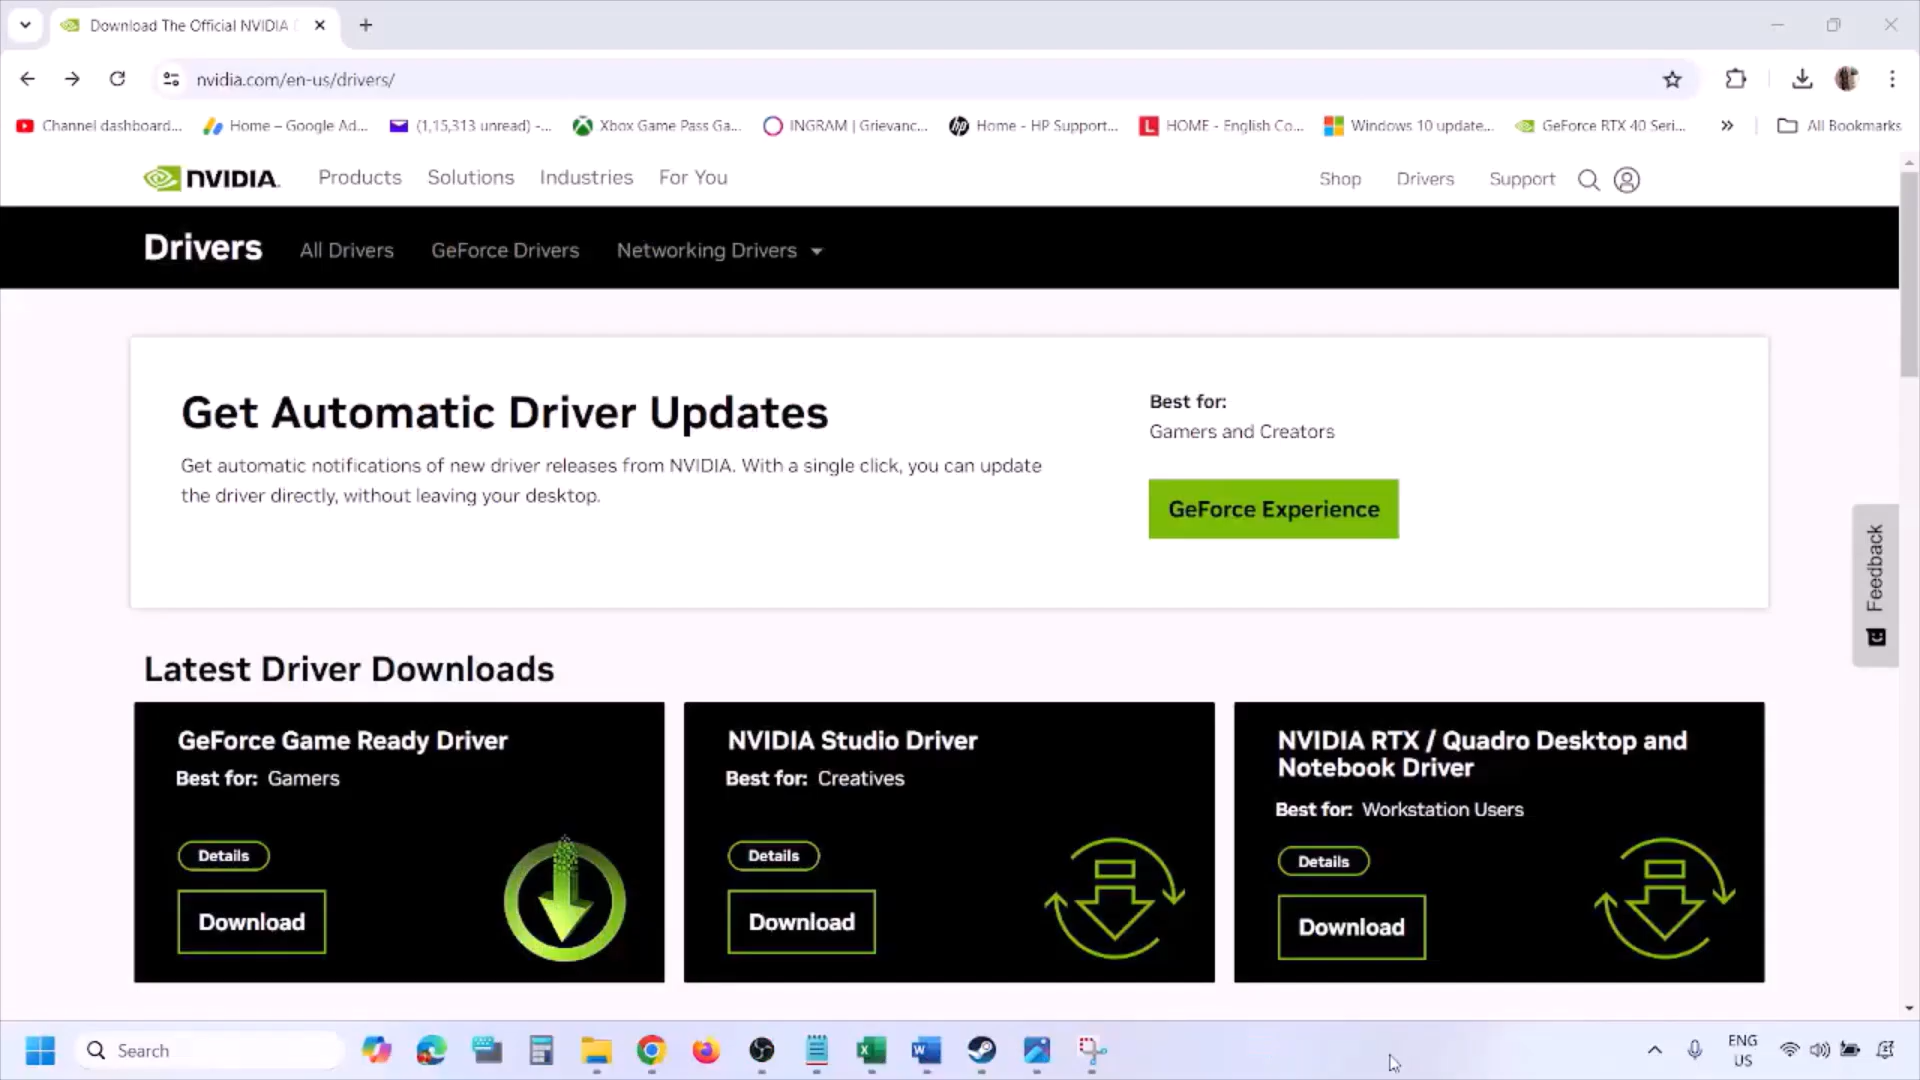 Download The Official NVIDIA
nvidia.com/en-us/drivers/
Channel dashboard...
Home – Google Ad...
(1,15,313 unread) -...
Xbox Game Pass Ga...
INGRAM | Grievanc...
Home - HP Support...
HOME - English Co...
Windows 10 update...
GeForce RTX 40 Seri...
All Bookmarks
NVIDIA.
Products
Solutions
Industries
For You
Shop
Drivers
Support
Drivers
All Drivers
GeForce Drivers
Networking Drivers
Get Automatic Driver Updates
Get automatic notifications of new driver releases from NVIDIA. With a single click, you can update
the driver directly, without leaving your desktop.
Best for:
Gamers and Creators
GeForce Experience
Feedback
Latest Driver Downloads
GeForce Game Ready Driver
Best for: Gamers
Details
Download
NVIDIA Studio Driver
Best for: Creatives
Details
Download
NVIDIA RTX / Quadro Desktop and
Notebook Driver
Best for: Workstation Users
Details
Download
Search
ENG
US